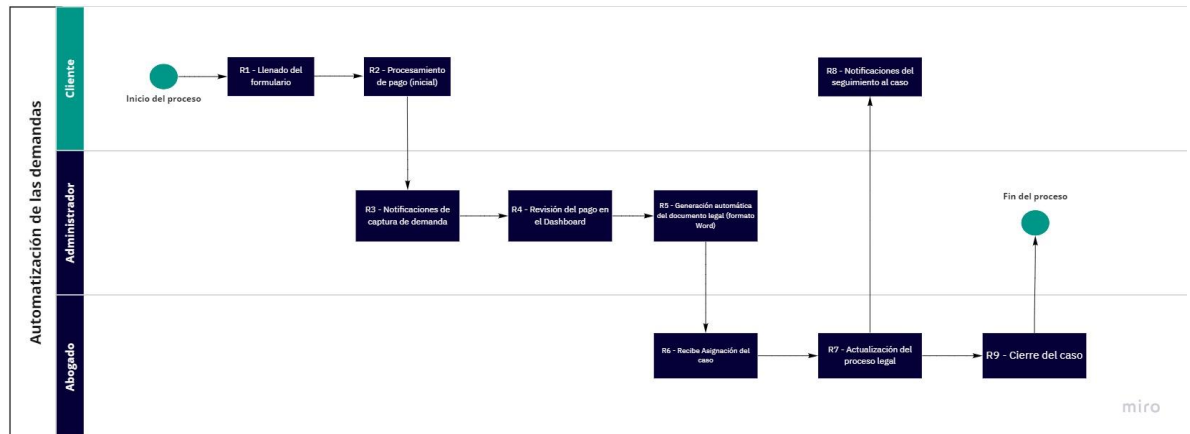 Automatización de las demandas
Cliente
Inicio del proceso
R1 - Llenado del
formulario
R2 - Procesamiento
de pago (inicial)
R8 - Notificaciones del
seguimiento al caso
Administrador
R3 - Notificaciones de
captura de demanda
R4 - Revisión del pago en
el Dashboard
R5 - Generación automática
del documento legal (formato
Word)
Fin del proceso
Abogado
R6 - Recibe Asignación del
caso
R7 - Actualización del
proceso legal
R9 - Cierre del caso
miro